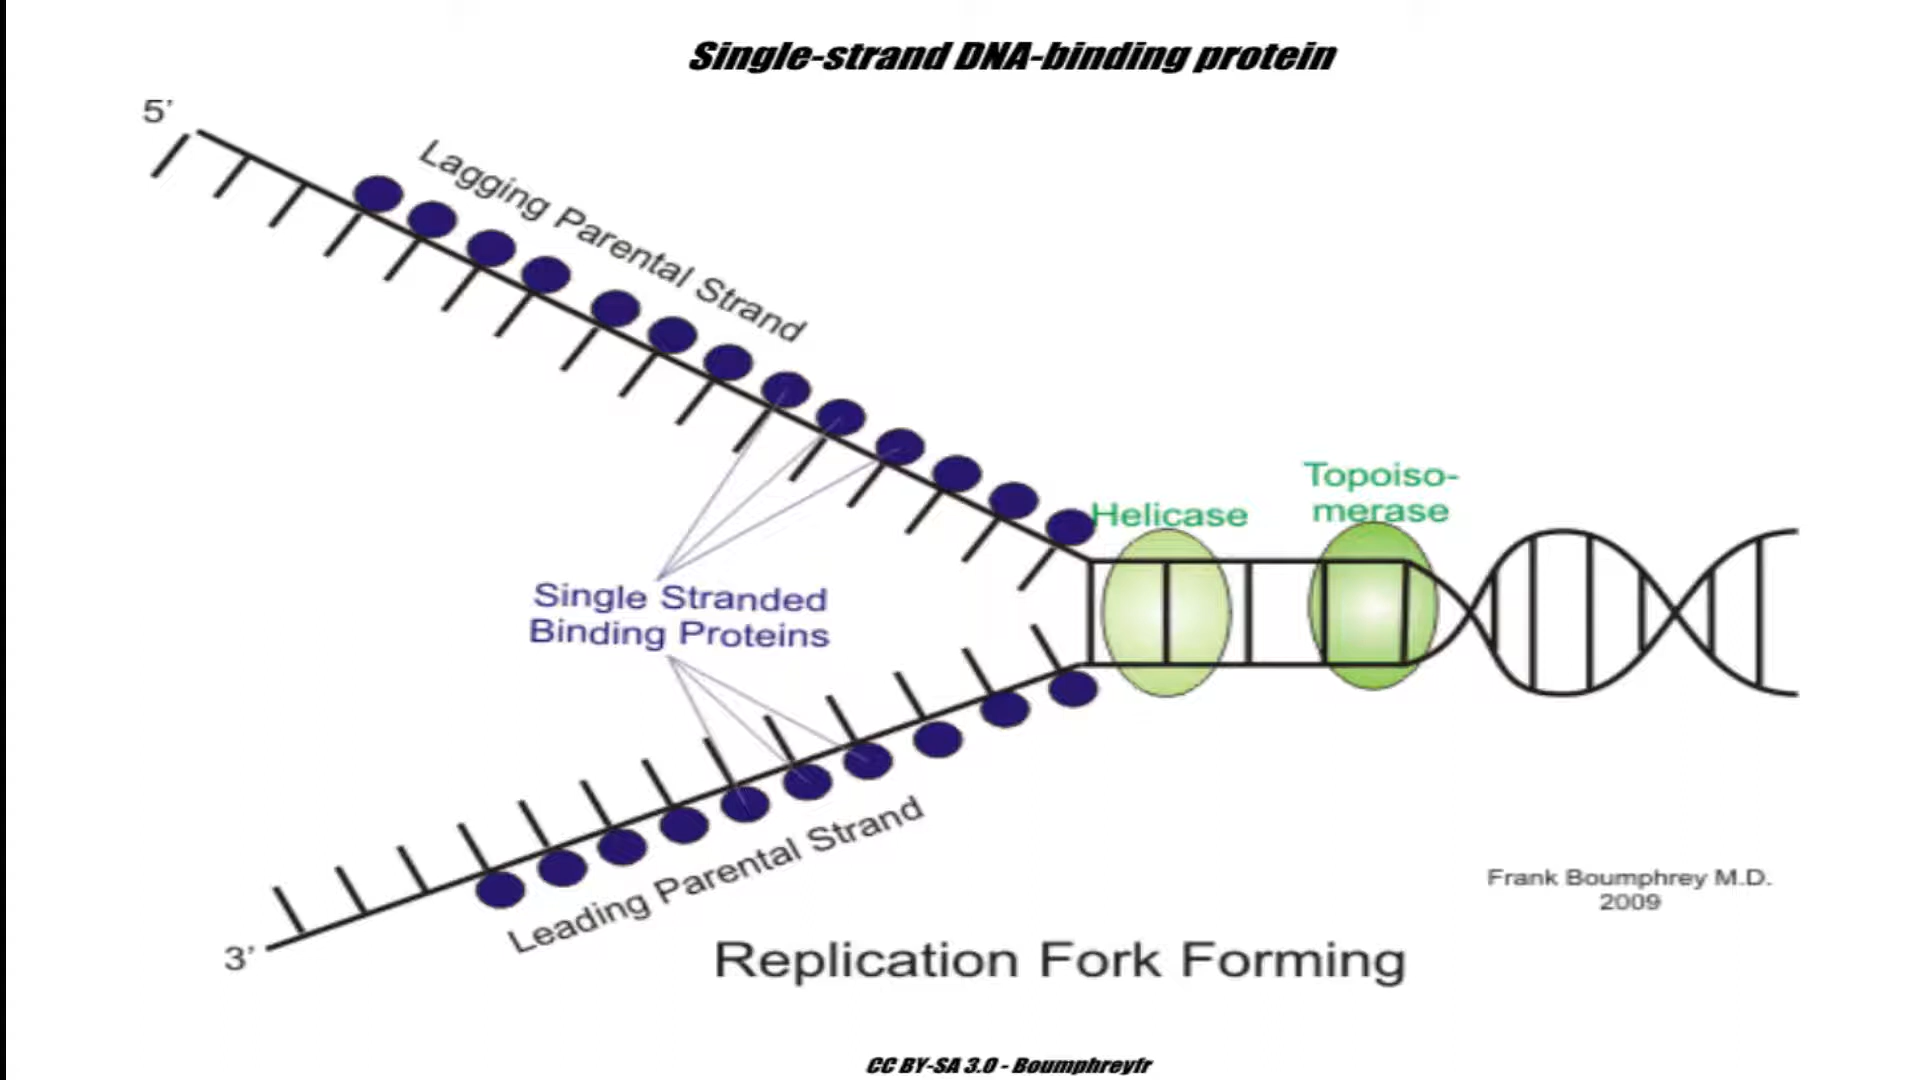 Single-strand DNA-binding protein
5'
Lagging Parental Strand
Topoiso-
merase
Helicase
Single Stranded
Binding Proteins
Leading Parental Strand
3'
Frank Boumphrey M.D.
2009
Replication Fork Forming
CC BY-SA 3.0 - Boumphreyfr